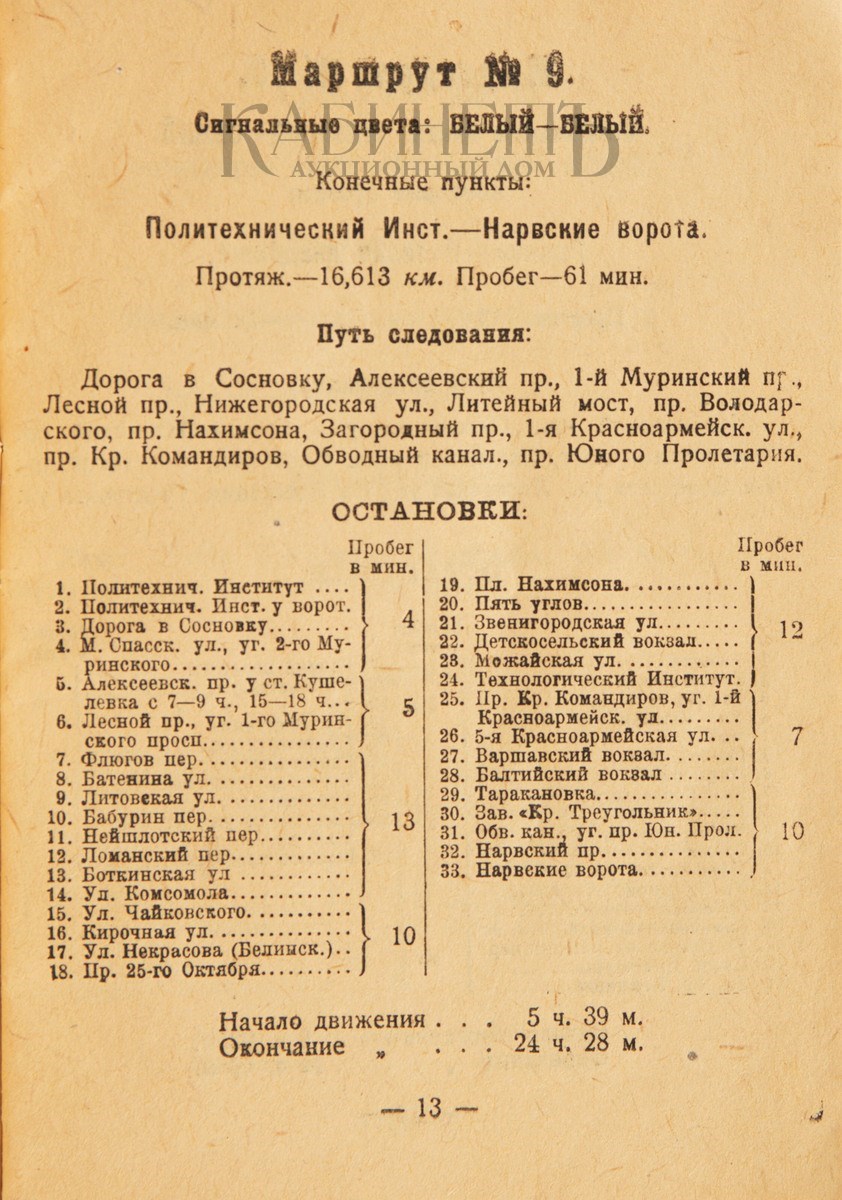 Маршрут № 9.
КАБИНЕТЪ
АУКЦИОННЫЙ ДОМ
Сигнальные цвета: БЕЛЫЙ—БЕЛЫЙ.
Конечные пункты:
Политехнический Инст.—Нарвские ворота.
Протяж.—16,613 км. Пробег—61 мин.
Путь следования:
Дорога в Сосновку, Алексеевский пр., 1-й Муринский пр.,
Лесной пр., Нижегородская ул., Литейный мост, пр. Володар-
ского, пр. Нахимсона, Загородный пр., 1-я Красноармейск. ул.,
пр. Кр. Командиров, Обводный канал., пр. Юного Пролетария.
ОСТАНОВКИ:
Пробег
в мин.
1. Политехнич. Институт ....
2. Политехнич. Инст. у ворот.
3. Дорога в Сосновку.........
4. М. Спасск. ул., уг. 2-го Му-
ринского...................
4
5. Алексеевск. пр. у ст. Куше-
левка с 7—9 ч., 15—18 ч...
6. Лесной пр., уг. 1-го Мурин-
ского просп................
5
7. Флюгов пер................
8. Батенина ул. ..............
9. Литовская ул. .............
10. Бабурин пер...............
11. Нейшлотский пер..........
12. Ломанский пер.............
13. Боткинская ул ............
14. Ул. Комсомола.............
13
15. Ул. Чайковского. ..........
16. Кирочная ул. ..............
17. Ул. Некрасова (Белинск.)..
18. Пр. 25-го Октября..........
10
Пробег
в мин.
19. Пл. Нахимсона. ...........
20. Пять углов.................
21. Звенигородская ул.........
22. Детскосельский вокзал.....
23. Можайская ул. ............
24. Технологический Институт.
12
25. Пр. Кр. Командиров, уг. 1-й
Красноармейск. ул.........
26. 5-я Красноармейская ул. ..
27. Варшавский вокзал. .......
28. Балтийский вокзал ........
7
29. Таракановка................
30. Зав. «Кр. Треугольник».....
31. Обв. кан., уг. пр. Юн. Прол.
32. Нарвский пр...............
33. Нарвские ворота. ..........
10
Начало движения . . . 5 ч. 39 м.
Окончание „ . . . 24 ч. 28 м.
— 13 —